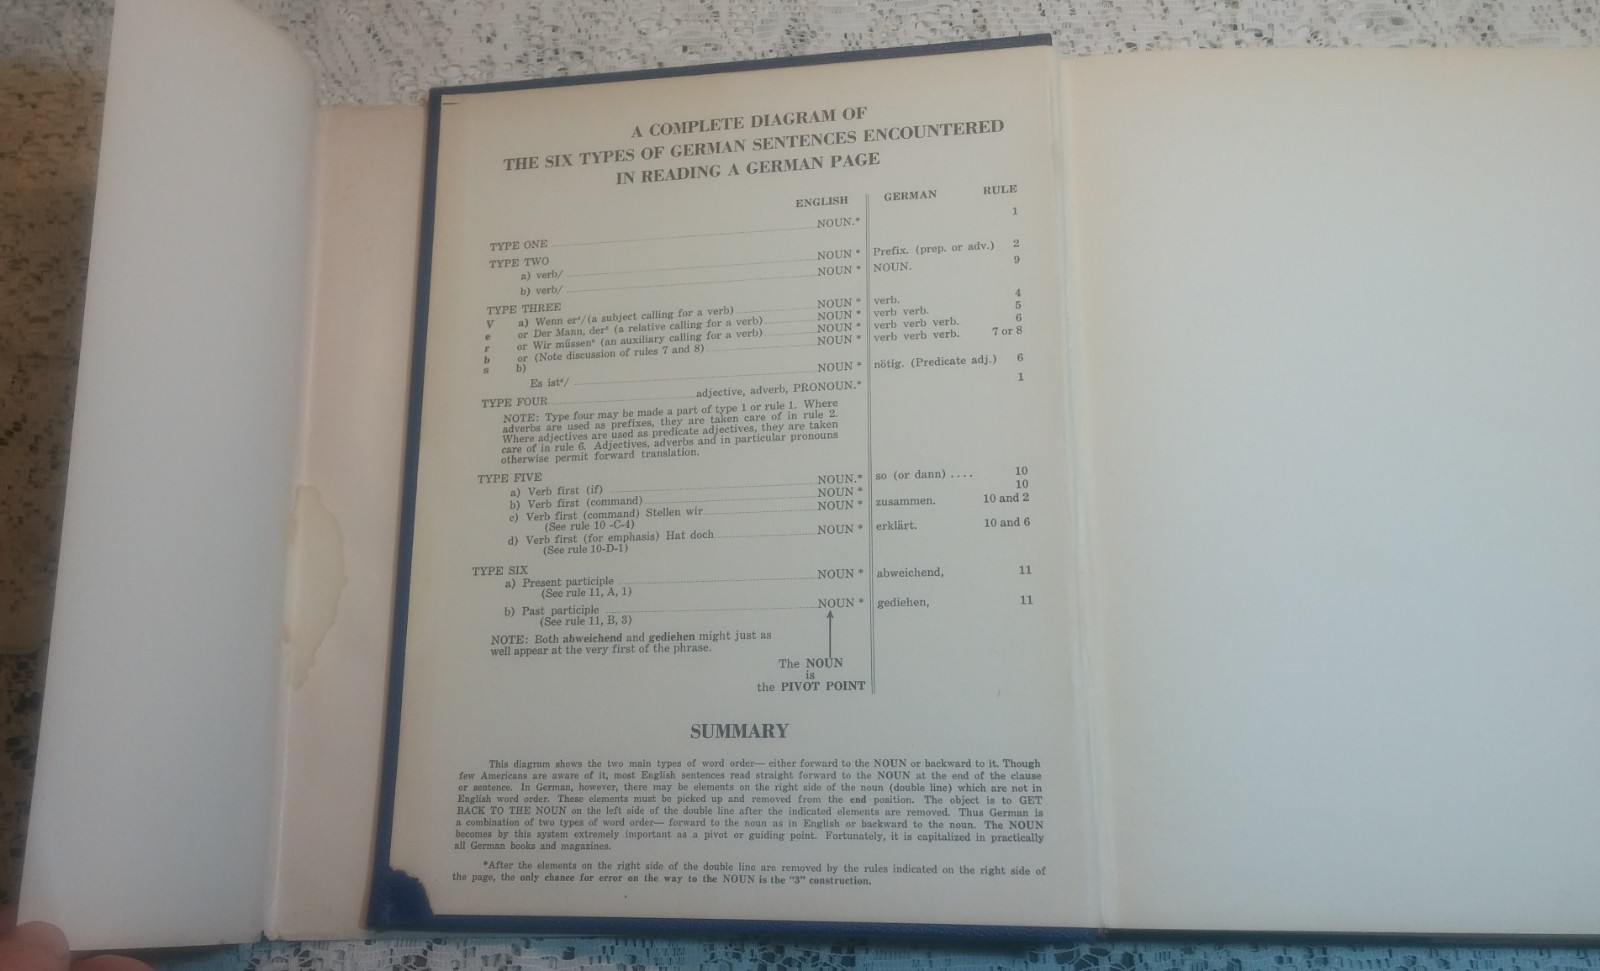 A COMPLETE DIAGRAM OF
THE SIX TYPES OF GERMAN SENTENCES ENCOUNTERED
IN READING A GERMAN PAGE
ENGLISH GERMAN RULE
NOUN.* 1
TYPE ONE
TYPE TWO
a) verb/ NOUN * Prefix. (prep. or adv.) 2
b) verb/ NOUN * NOUN. 9
TYPE THREE
V a) Wenn er⁴/(a subject calling for a verb) NOUN * verb. 4
e or Der Mann, der⁵ (a relative calling for a verb) NOUN * verb verb. 5
r or Wir müssen⁶ (an auxiliary calling for a verb) NOUN * verb verb verb. 6
b or (Note discussion of rules 7 and 8) NOUN * verb verb verb. 7 or 8
s b)
Es ist⁶/ NOUN * nötig. (Predicate adj.) 6
TYPE FOUR adjective, adverb, PRONOUN.* 1
NOTE: Type four may be made a part of type 1 or rule 1. Where
adverbs are used as prefixes, they are taken care of in rule 2.
Where adjectives are used as predicate adjectives, they are taken
care of in rule 6. Adjectives, adverbs and in particular pronouns
otherwise permit forward translation.
TYPE FIVE
a) Verb first (if) NOUN.* so (or dann) .... 10
b) Verb first (command) NOUN * 10
c) Verb first (command) Stellen wir NOUN * zusammen. 10 and 2
(See rule 10 -C-4)
d) Verb first (for emphasis) Hat doch NOUN * erklärt. 10 and 6
(See rule 10-D-1)
TYPE SIX
a) Present participle NOUN * abweichend, 11
(See rule 11, A, 1)
b) Past participle NOUN * gediehen, 11
(See rule 11, B, 3)
NOTE: Both abweichend and gediehen might just as
well appear at the very first of the phrase.
The NOUN
is
the PIVOT POINT
SUMMARY
This diagram shows the two main types of word order— either forward to the NOUN or backward to it. Though
few Americans are aware of it, most English sentences read straight forward to the NOUN at the end of the clause
or sentence. In German, however, there may be elements on the right side of the noun (double line) which are not in
English word order. These elements must be picked up and removed from the end position. The object is to GET
BACK TO THE NOUN on the left side of the double line after the indicated elements are removed. Thus German is
a combination of two types of word order— forward to the noun as in English or backward to the noun. The NOUN
becomes by this system extremely important as a pivot or guiding point. Fortunately, it is capitalized in practically
all German books and magazines.
*After the elements on the right side of the double line are removed by the rules indicated on the right side of
the page, the only chance for error on the way to the NOUN is the "3" construction.